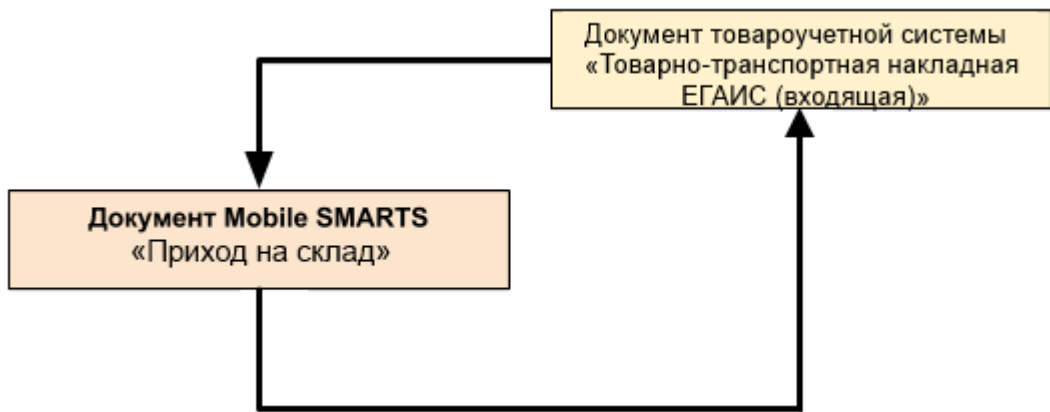 Документ товароучетной системы
«Товарно-транспортная накладная
ЕГАИС (входящая)»
Документ Mobile SMARTS
«Приход на склад»